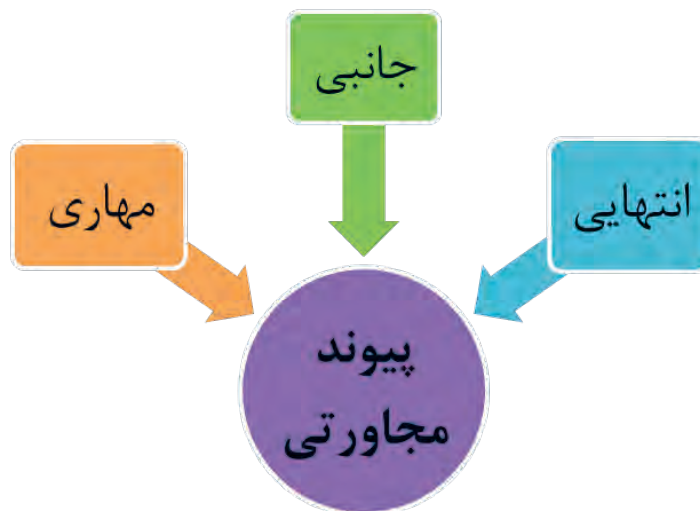 جانبی
انتهایی
مهاری
پیوند
مجاورتی